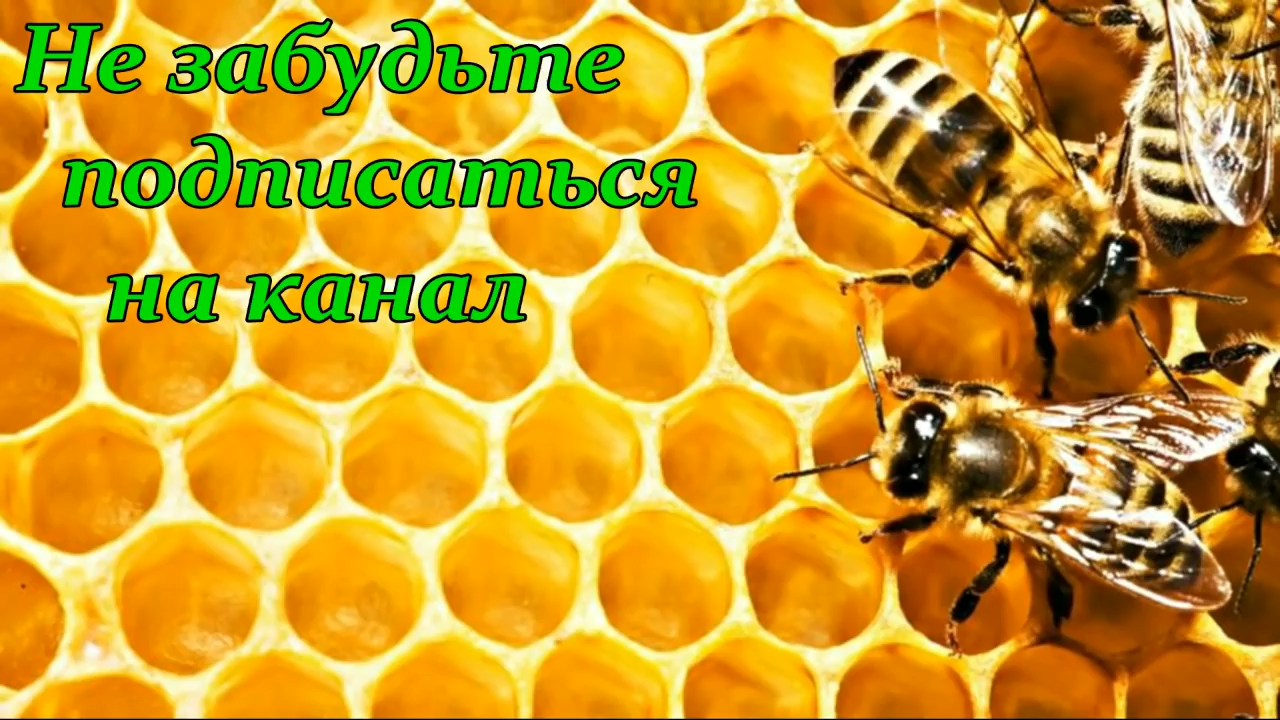 Не забудьте
подписаться
на канал